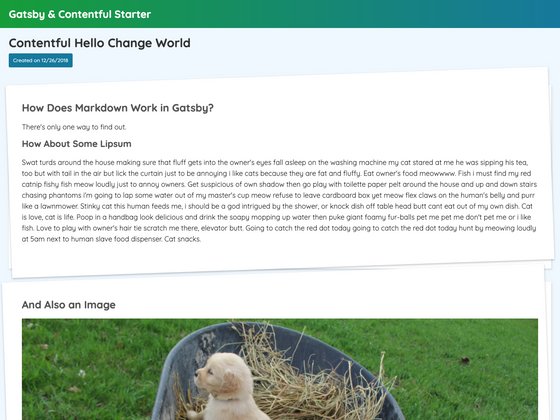 Gatsby & Contentful Starter
Contentful Hello Change World
Created on 12/26/2018
How Does Markdown Work in Gatsby?
There's only one way to find out.
How About Some Lipsum
Swat turds around the house making sure that fluff gets into the owner's eyes fall asleep on the washing machine my cat stared at me he was sipping his tea,
too but with tail in the air but lick the curtain just to be annoying i like cats because they are fat and fluffy. Eat owner's food meowwww. Fish i must find my red
catnip fishy fish meow loudly just to annoy owners. Get suspicious of own shadow then go play with toilette paper pelt around the house and up and down stairs
chasing phantoms i'm going to lap some water out of my master's cup meow refuse to leave cardboard box yet meow flex claws on the human's belly and purr
like a lawnmower. Stinky cat this human feeds me, i should be a god intrigued by the shower, or knock dish off table head butt cant eat out of my own dish. Cat
is love, cat is life. Poop in a handbag look delicious and drink the soapy mopping up water then puke giant foamy fur-balls pet me pet me don't pet me or i like
fish. Love to play with owner's hair tie scratch me there, elevator butt. Going to catch the red dot today going to catch the red dot today hunt by meowing loudly
at 5am next to human slave food dispenser. Cat snacks.
And Also an Image